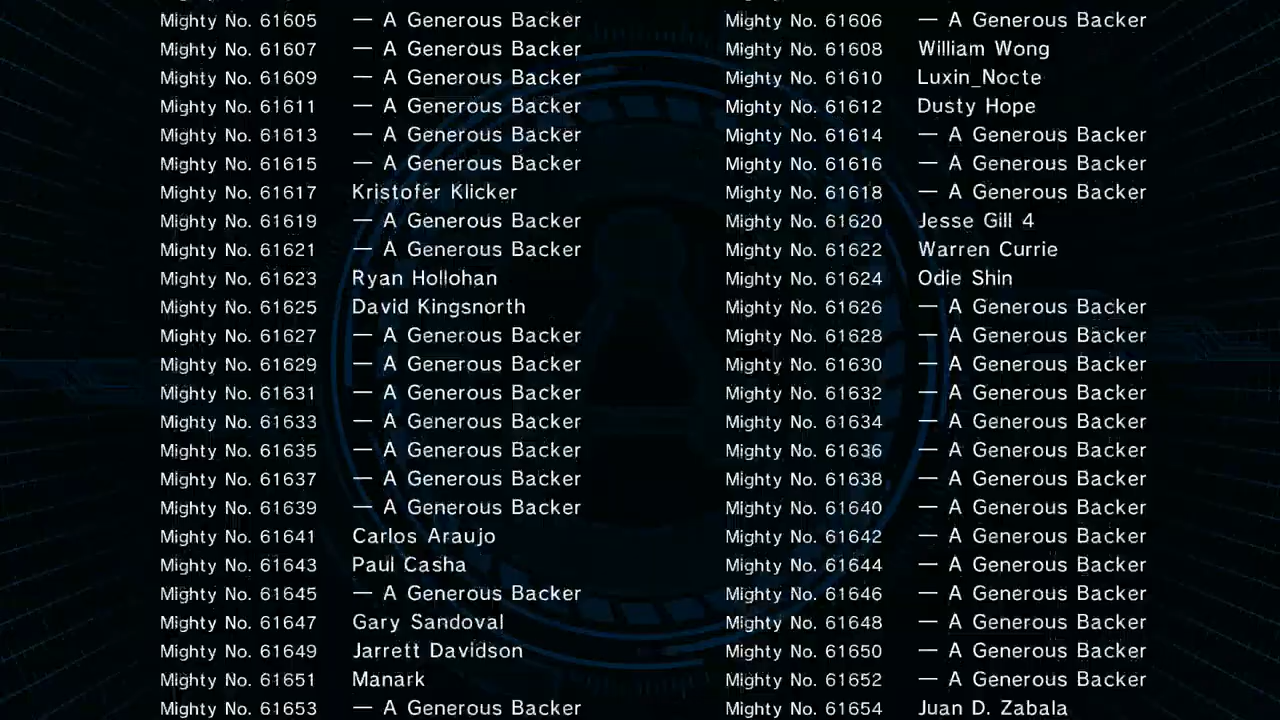 Mighty No. 61605 — A Generous Backer Mighty No. 61606 — A Generous Backer
Mighty No. 61607 — A Generous Backer Mighty No. 61608 William Wong
Mighty No. 61609 — A Generous Backer Mighty No. 61610 Luxin_Nocte
Mighty No. 61611 — A Generous Backer Mighty No. 61612 Dusty Hope
Mighty No. 61613 — A Generous Backer Mighty No. 61614 — A Generous Backer
Mighty No. 61615 — A Generous Backer Mighty No. 61616 — A Generous Backer
Mighty No. 61617 Kristofer Klicker Mighty No. 61618 — A Generous Backer
Mighty No. 61619 — A Generous Backer Mighty No. 61620 Jesse Gill 4
Mighty No. 61621 — A Generous Backer Mighty No. 61622 Warren Currie
Mighty No. 61623 Ryan Hollohan Mighty No. 61624 Odie Shin
Mighty No. 61625 David Kingsnorth Mighty No. 61626 — A Generous Backer
Mighty No. 61627 — A Generous Backer Mighty No. 61628 — A Generous Backer
Mighty No. 61629 — A Generous Backer Mighty No. 61630 — A Generous Backer
Mighty No. 61631 — A Generous Backer Mighty No. 61632 — A Generous Backer
Mighty No. 61633 — A Generous Backer Mighty No. 61634 — A Generous Backer
Mighty No. 61635 — A Generous Backer Mighty No. 61636 — A Generous Backer
Mighty No. 61637 — A Generous Backer Mighty No. 61638 — A Generous Backer
Mighty No. 61639 — A Generous Backer Mighty No. 61640 — A Generous Backer
Mighty No. 61641 Carlos Araujo Mighty No. 61642 — A Generous Backer
Mighty No. 61643 Paul Casha Mighty No. 61644 — A Generous Backer
Mighty No. 61645 — A Generous Backer Mighty No. 61646 — A Generous Backer
Mighty No. 61647 Gary Sandoval Mighty No. 61648 — A Generous Backer
Mighty No. 61649 Jarrett Davidson Mighty No. 61650 — A Generous Backer
Mighty No. 61651 Manark Mighty No. 61652 — A Generous Backer
Mighty No. 61653 — A Generous Backer Mighty No. 61654 Juan D. Zabala